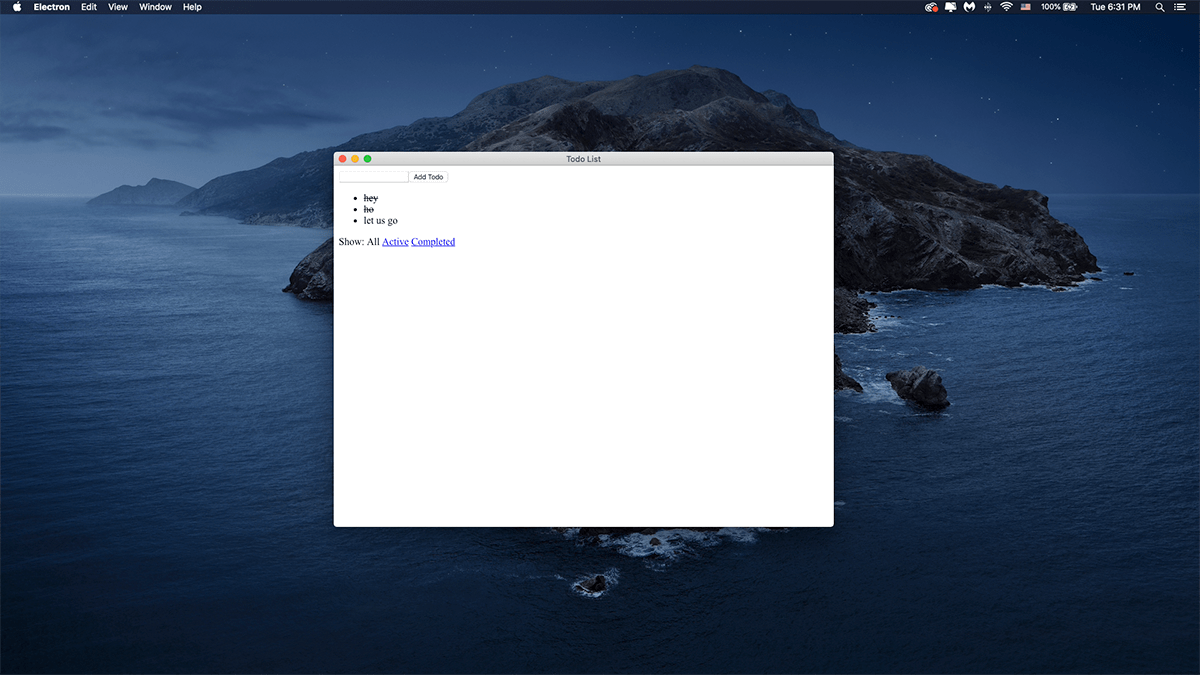 Electron Edit View Window Help 100% Tue 6:31 PM
Todo List
Add Todo
hey
ho
let us go
Show: All Active Completed